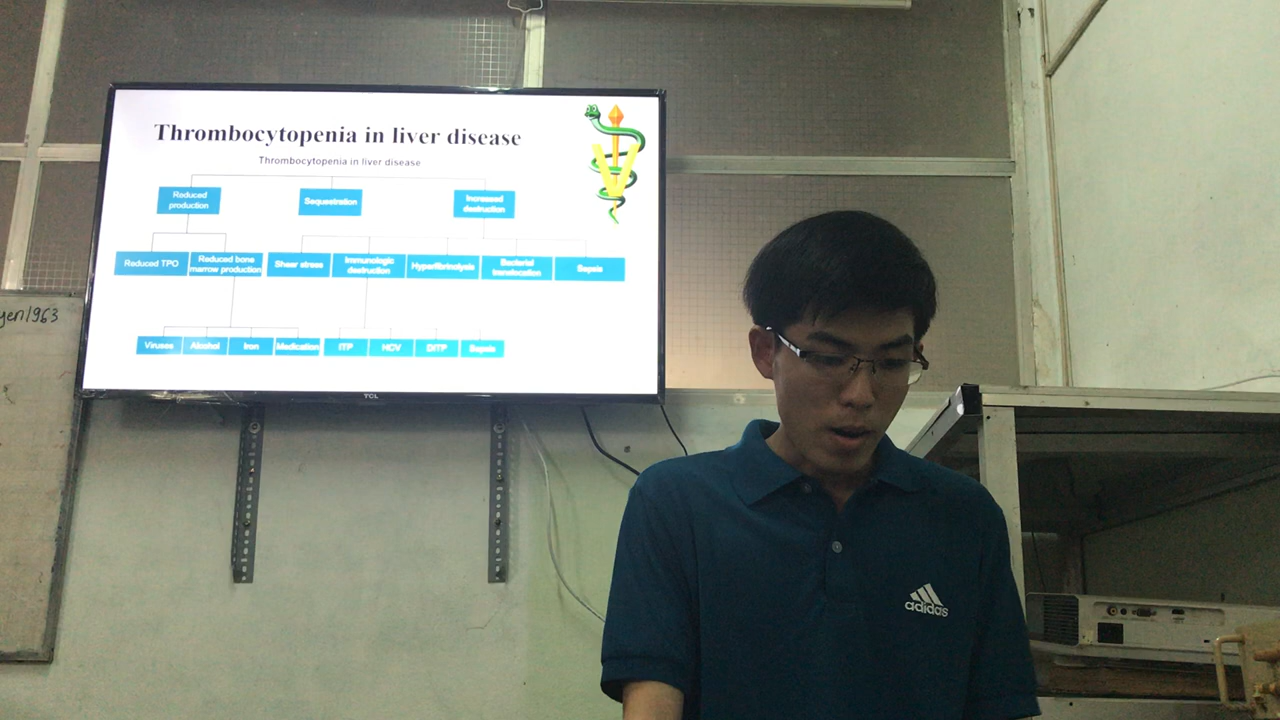 Thrombocytopenia in liver disease
Thrombocytopenia in liver disease
Reduced
production
Sequestration
Increased
destruction
Reduced TPO
Reduced bone
marrow production
Shear stress
Immunologic
destruction
Hyperfibrinolysis
Bacterial
translocation
Sepsis
Viruses
Alcohol
Iron
Medication
ITP
HCV
DITP
Sepsis
TCL
yen1963
adidas